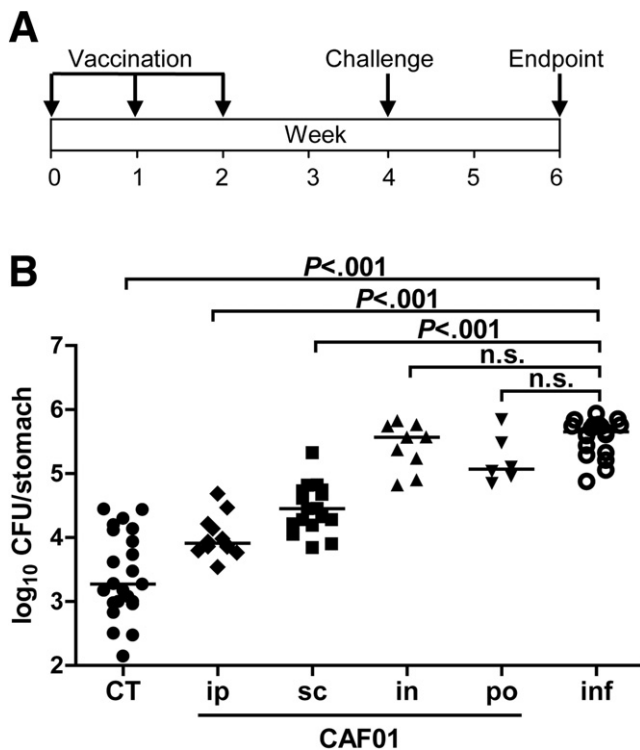 A
Vaccination Challenge Endpoint
Week
0 1 2 3 4 5 6
B
P<.001
P<.001
P<.001
n.s.
n.s.
log10 CFU/stomach
7
6
5
4
3
2
CT ip sc in po inf
CAF01